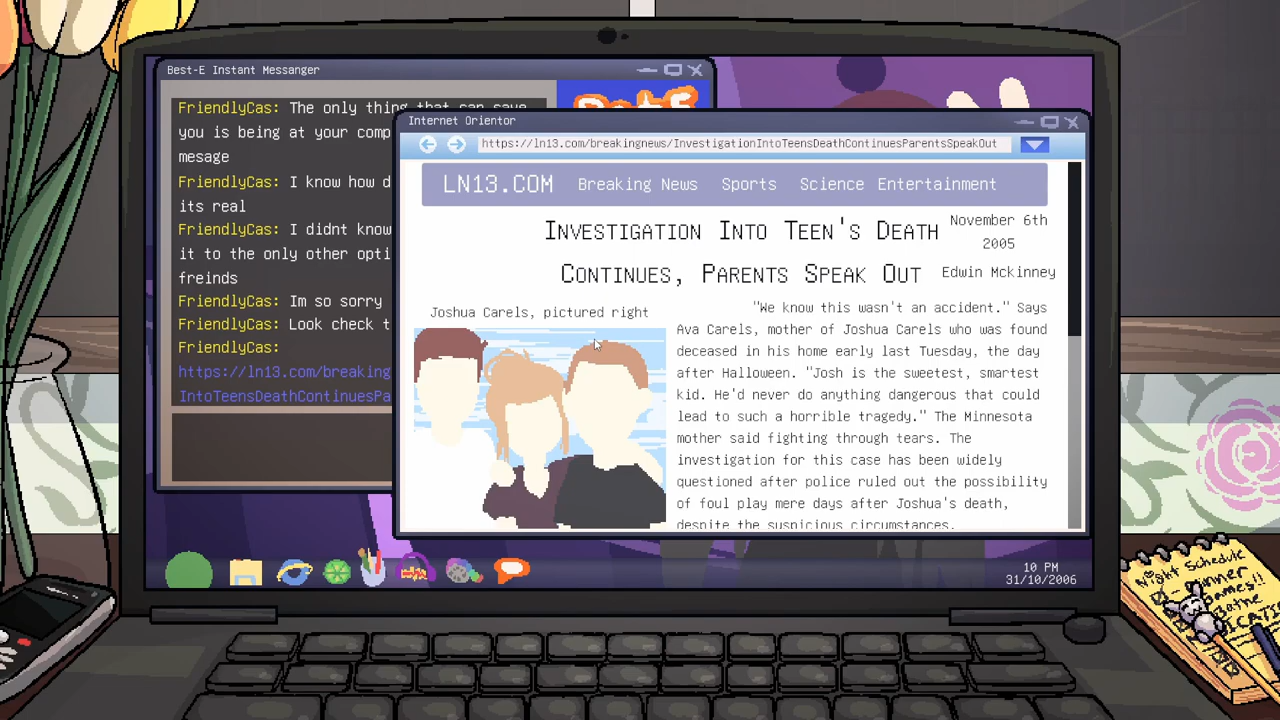 Best-E Instant Messanger
FriendlyCas: The only thing that can save
you is being at your comp
mesage
FriendlyCas: I know how d
its real
FriendlyCas: I didnt know
it to the only other opti
freinds
FriendlyCas: Im so sorry
FriendlyCas: Look check t
FriendlyCas:
https://ln13.com/breaking
IntoTeensDeathContinuesPa
Internet Orientor
https://ln13.com/breakingnews/InvestigationIntoTeensDeathContinuesParentsSpeakOut
LN13.COM Breaking News Sports Science Entertainment
Investigation Into Teen's Death
Continues, Parents Speak Out
November 6th
2005
Edwin Mckinney
Joshua Carels, pictured right
"We know this wasn't an accident." Says
Ava Carels, mother of Joshua Carels who was found
deceased in his home early last Tuesday, the day
after Halloween. "Josh is the sweetest, smartest
kid. He'd never do anything dangerous that could
lead to such a horrible tragedy." The Minnesota
mother said fighting through tears. The
investigation for this case has been widely
questioned after police ruled out the possibility
of foul play mere days after Joshua's death,
despite the suspicious circumstances.
10 PM
31/10/2006
Night Schedule
Dinner
Games!!